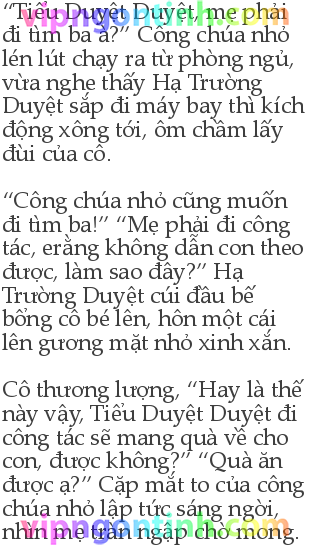 “Tiểu Duyệt Duyệt, mẹ phải
đi tìm ba ạ?” Công chúa nhỏ
lén lút chạy ra từ phòng ngủ,
vừa nghe thấy Hạ Trường
Duyệt sắp đi máy bay thì kích
động xông tới, ôm chầm lấy
đùi của cô.
“Công chúa nhỏ cũng muốn
đi tìm ba!” “Mẹ phải đi công
tác, e rằng không dẫn con theo
được, làm sao đây?” Hạ
Trường Duyệt cúi đầu bế
bổng cô bé lên, hôn một cái
lên gương mặt nhỏ xinh xắn.
Cô thương lượng, “Hay là thế
này vậy, Tiểu Duyệt Duyệt đi
công tác sẽ mang quà về cho
con, được không?” “Quà ăn
được ạ?” Cặp mắt to của công
chúa nhỏ lập tức sáng ngời,
nhìn mẹ tràn ngập chờ mong.
vipngontinh.com
vipngontinh.com